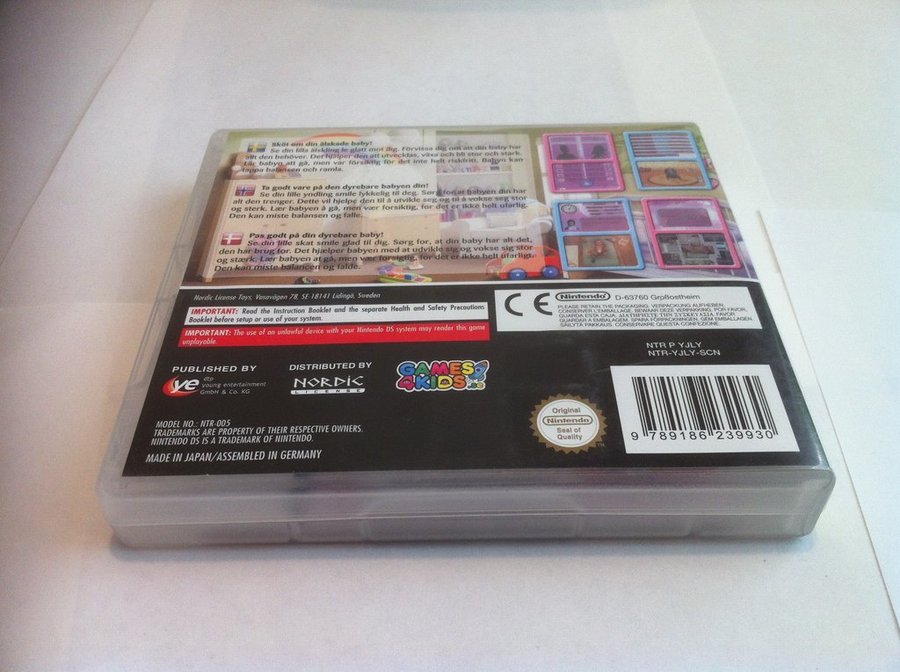 Sköt om din älskade baby!
Se din lilla älskling le glatt mot dig. Förvissa dig om att din baby har
allt den behöver. Det hjälper den att utvecklas, växa och bli stor och stark.
Lär babyn att gå, men var försiktig för det är inte helt riskfritt. Babyn kan
tappa balansen och ramla.
Ta godt vare på den dyrebare babyen din!
Se din lille yndling smile lykkelig til deg. Sørg for at babyen din har
alt den trenger. Dette vil hjelpe den til å utvikle seg og til å vokse seg stor
og sterk. Lær babyen å gå, men vær forsiktig, for det er ikke helt ufarlig.
Den kan miste balansen og falle.
Pas godt på din dyrebare baby!
Se din lille skat smile glad til dig. Sørg for, at din baby har alt det,
den har brug for. Det hjælper babyen med at udvikle sig og vokse sig stor
og stærk. Lær babyen at gå, men vær forsigtig, for det er ikke helt ufarligt.
Den kan miste balancen og falde.
Nordic License Toys, Vasavägen 78, SE-18141 Lidingö, Sweden
IMPORTANT: Read the Instruction Booklet and the separate Health and Safety Precautions
Booklet before setup or use of your system.
IMPORTANT: The use of an unlawful device with your Nintendo DS system may render this game
unplayable.
CE Nintendo D-63760 Großostheim
PLEASE RETAIN THE PACKAGING. VERPACKUNG AUFHEBEN.
CONSERVER L'EMBALLAGE. BEWAAR DEZE VERPAKKING. POR FAVOR,
GUARDA ESTA CAJA. ΔΙΑΤΗΡΕΙΤΕ ΤΗΝ ΣΥΣΚΕΥΑΣΙΑ. FAVOR
GUARDAR A EMBALAGEM. SPARA FÖRPACKNINGEN. GEM EMBALLAGEN.
SÄILYTÄ PAKKAUS. CONSERVARE QUESTA CONFEZIONE.
NTR P YJLY
NTR-YJLY-SCN
PUBLISHED BY
ye dtp
young entertainment
GmbH & Co. KG
DISTRIBUTED BY
NORDIC
LICENSE
GAMES
4 KIDS
Original
Nintendo
Seal of
Quality
TM
9 789186 239930
MODEL NO.: NTR 005
TRADEMARKS ARE PROPERTY OF THEIR RESPECTIVE OWNERS.
NINTENDO DS IS A TRADEMARK OF NINTENDO.
MADE IN JAPAN/ASSEMBLED IN GERMANY